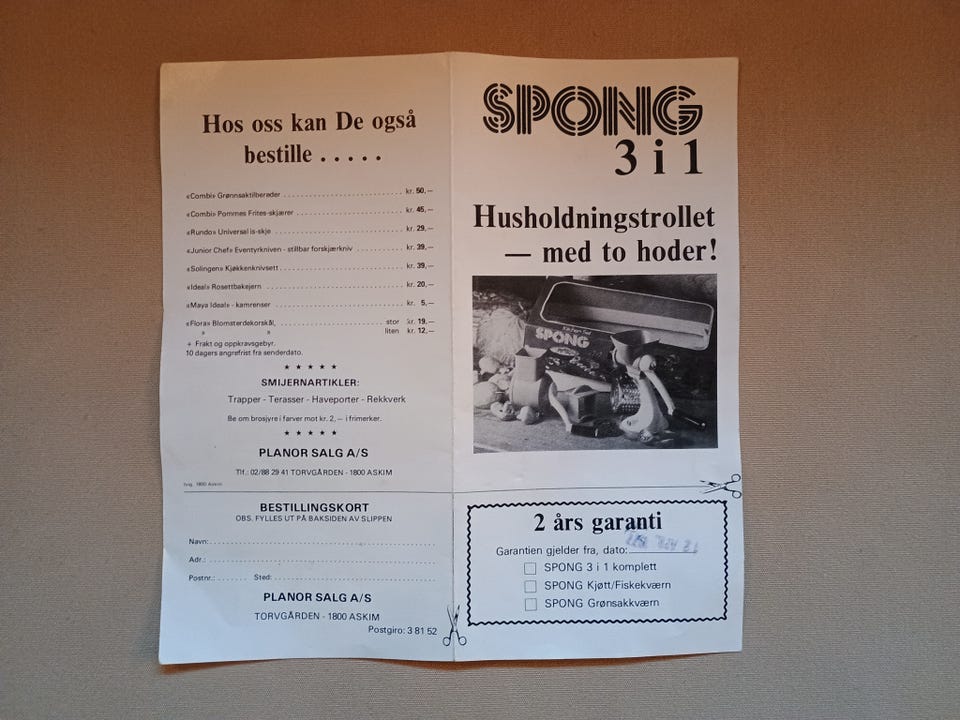 Hos oss kan De også
bestille . . . . .
«Combi» Grønnsaktilbereder kr. 50,—
«Combi» Pommes Frites-skjærer kr. 45,—
«Rundo» Universal is-skje kr. 29,—
«Junior Chef» Eventyrkniven - stillbar forskjærkniv kr. 39,—
«Solingen» Kjøkkenknivsett kr. 39,—
«Ideal» Rosettbakejern kr. 20,—
«Maya Ideal» - kamrenser kr. 5,—
«Flora» Blomsterdekorskål, stor kr. 19,—
» » liten kr. 12,—
+ Frakt og oppkravsgebyr.
10 dagers angrefrist fra senderdato.
★ ★ ★ ★ ★
SMIJERNARTIKLER:
Trapper - Terasser - Haveporter - Rekkverk
Be om brosjyre i farver mot kr. 2,— i frimerker.
★ ★ ★ ★ ★
PLANOR SALG A/S
Tlf.: 02/88 29 41 TORVGÅRDEN - 1800 ASKIM
BESTILLINGSKORT
OBS. FYLLES UT PÅ BAKSIDEN AV SLIPPEN
Navn:
Adr.:
Postnr.: Sted:
PLANOR SALG A/S
TORVGÅRDEN - 1800 ASKIM
Postgiro: 3 81 52
SPONG
3 i 1
Husholdningstrollet
— med to hoder!
Kitchen Set
SPONG
2 års garanti
Garantien gjelder fra, dato:
SPONG 3 i 1 komplett
SPONG Kjøtt/Fiskekværn
SPONG Grønsakkværn